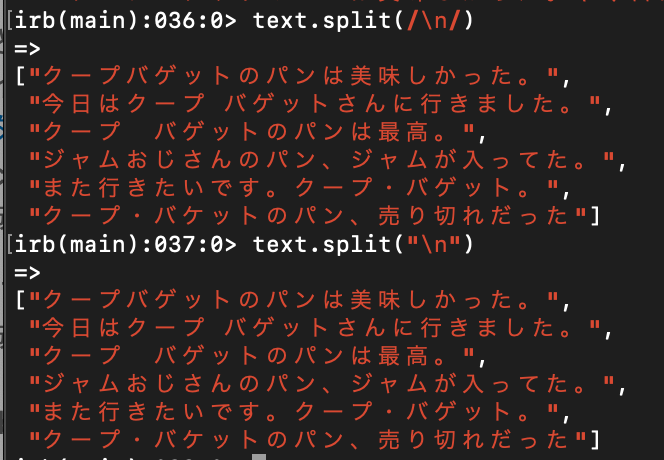 irb(main):036:0> text.split(/\n/)
=>
["クープバゲットのパンは美味しかった。",
"今日はクープ バゲットさんに行きました。",
"クープ　バゲットのパンは最高。",
"ジャムおじさんのパン、ジャムが入ってた。",
"また行きたいです。クープ・バゲット。",
"クープ・バケットのパン、売り切れだった"]
irb(main):037:0> text.split("\n")
=>
["クープバゲットのパンは美味しかった。",
"今日はクープ バゲットさんに行きました。",
"クープ　バゲットのパンは最高。",
"ジャムおじさんのパン、ジャムが入ってた。",
"また行きたいです。クープ・バゲット。",
"クープ・バケットのパン、売り切れだった"]